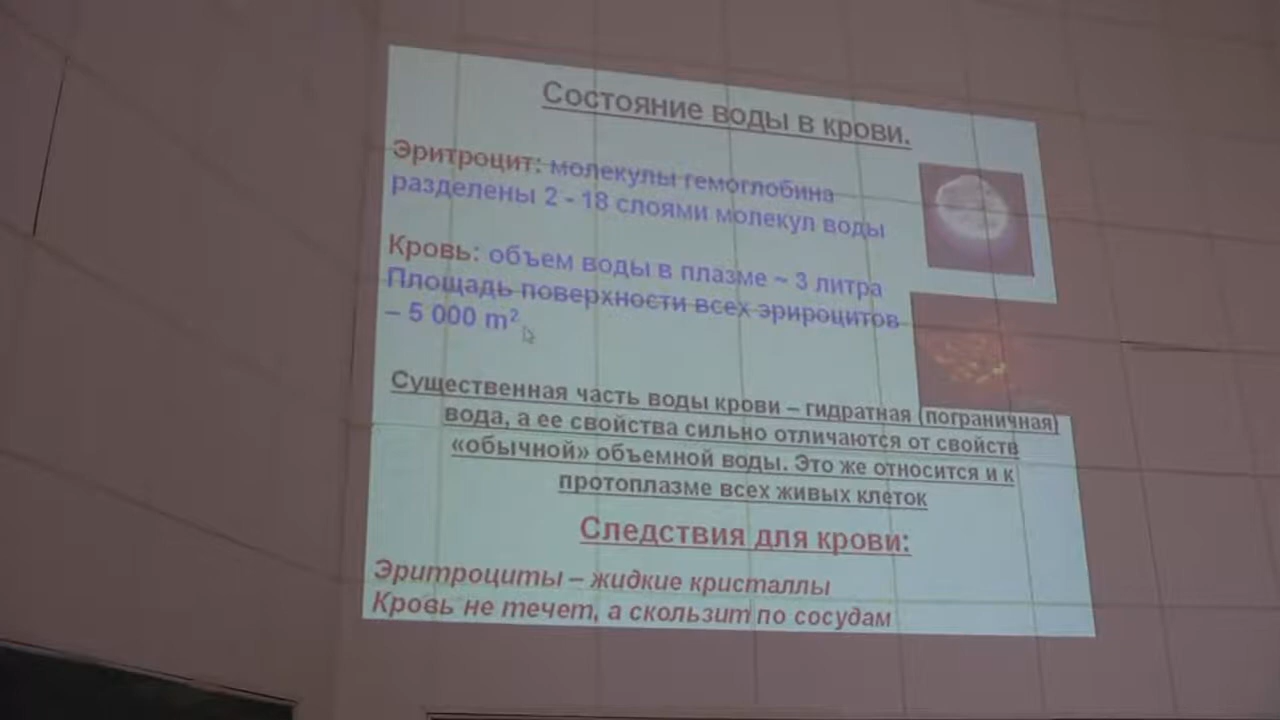 Состояние воды в крови.
Эритроцит: молекулы гемоглобина
разделены 2 - 18 слоями молекул воды
Кровь: объем воды в плазме ~ 3 литра
Площадь поверхности всех эрироцитов
– 5 000 m²
Существенная часть воды крови – гидратная (пограничная)
вода, а ее свойства сильно отличаются от свойств
«обычной» объемной воды. Это же относится и к
протоплазме всех живых клеток
Следствия для крови:
Эритроциты – жидкие кристаллы
Кровь не течет, а скользит по сосудам